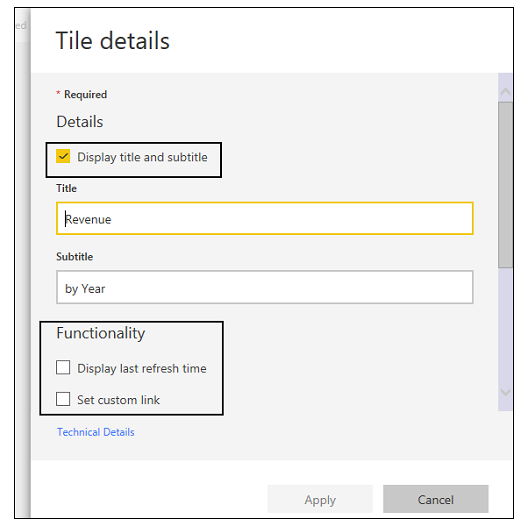 ed
Tile details
* Required
Details
Display title and subtitle
Title
Revenue
Subtitle
by Year
Functionality
Display last refresh time
Set custom link
Technical Details
Apply
Cancel